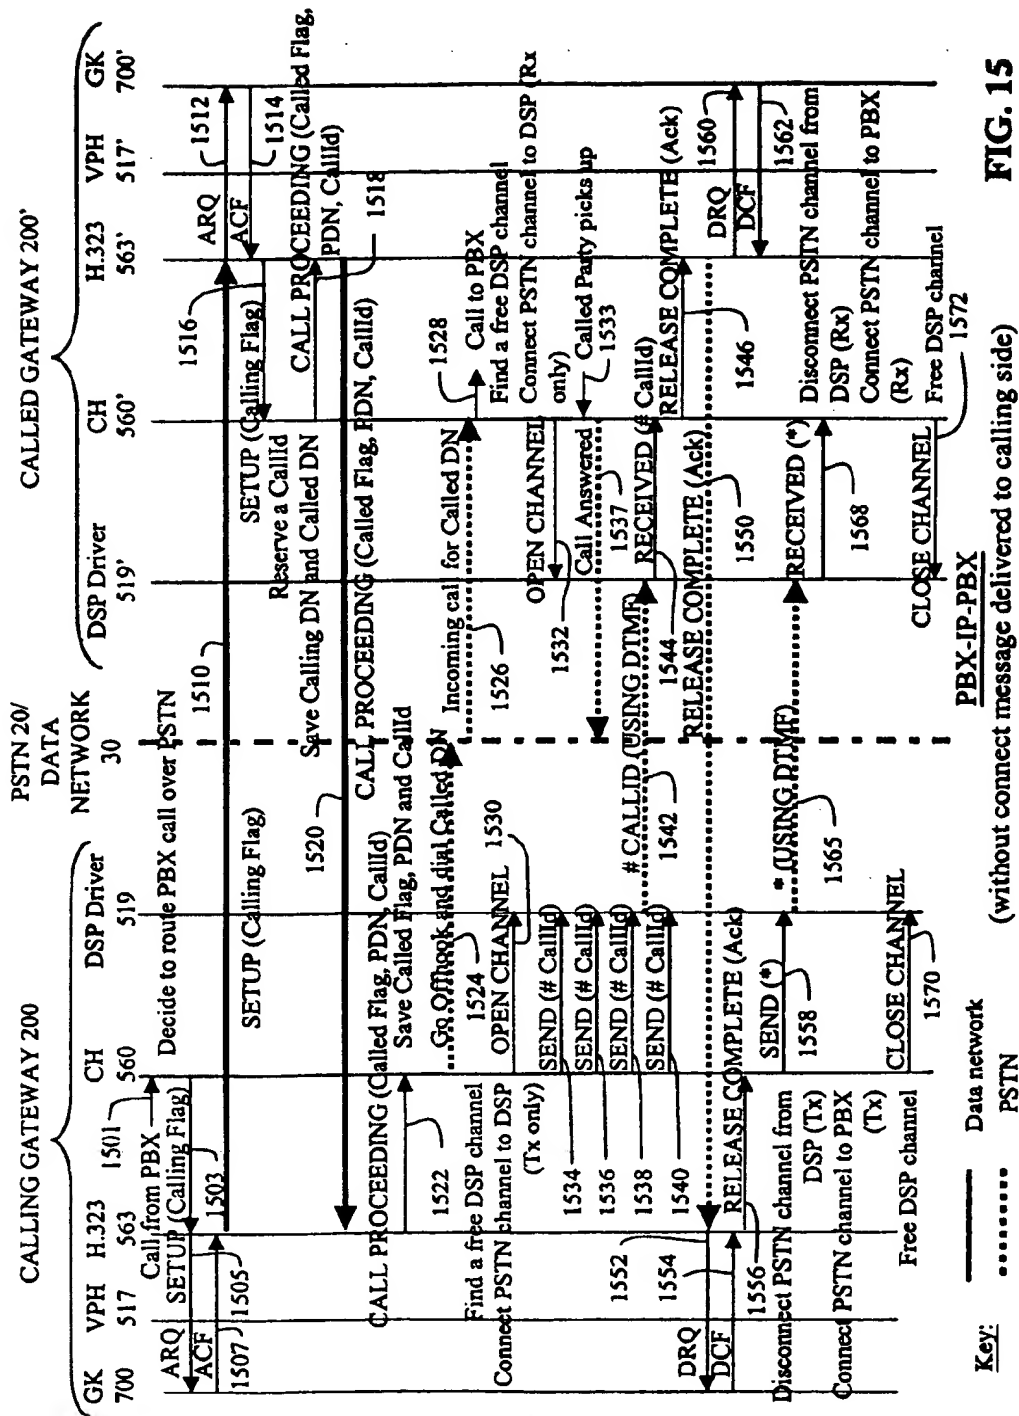 CALLING GATEWAY 200
PSTN 20/
DATA
NETWORK
30
CALLED GATEWAY 200'
GK
700
VPH
517
H.323
563
CH
560
DSP Driver
519
DSP Driver
519'
CH
560'
H.323
563'
VPH
517'
GK
700'
1501
Call from PBX
Decide to route PBX call over PSTN
SETUP (Calling Flag)
1503
ARQ
1505
ACF
1507
SETUP (Calling Flag)
1510
ARQ
1512
ACF
1514
1516
SETUP (Calling Flag)
Reserve a CallId
Save Calling DN and Called DN
CALL PROCEEDING (Called Flag,
PDN, CallId)
1518
1520
CALL PROCEEDING (Called Flag, PDN, CallId)
CALL PROCEEDING (Called Flag, PDN, CallId)
1522
Save Called Flag, PDN and CallId
Go Offhook and dial Called DN
1524
Incoming call for Called DN
1526
1528
Call to PBX
Find a free DSP channel
Connect PSTN channel to DSP
(Tx only)
OPEN CHANNEL
1530
Find a free DSP channel
Connect PSTN channel to DSP (Rx
only)
OPEN CHANNEL
1532
Called Party picks up
1533
SEND (# CallId)
1534
SEND (# CallId)
1536
SEND (# CallId)
1538
SEND (# CallId)
1540
Call Answered
1537
# CALLID (USING DTMF)
1542
RECEIVED (# CallId)
1544
RELEASE COMPLETE (Ack)
1546
RELEASE COMPLETE (Ack)
1550
DRQ
1552
DCF
1554
RELEASE COMPLETE (Ack)
1556
DRQ
1560
DCF
1562
Disconnect PSTN channel from
DSP (Tx)
Connect PSTN channel to PBX
(Tx)
Free DSP channel
SEND (*)
1558
* (USING DTMF)
1565
RECEIVED (*)
1568
Disconnect PSTN channel from
DSP (Rx)
Connect PSTN channel to PBX
(Rx)
Free DSP channel
CLOSE CHANNEL
1570
CLOSE CHANNEL
1572
Key:
Data network
PSTN
PBX-IP-PBX
(without connect message delivered to calling side)
FIG. 15